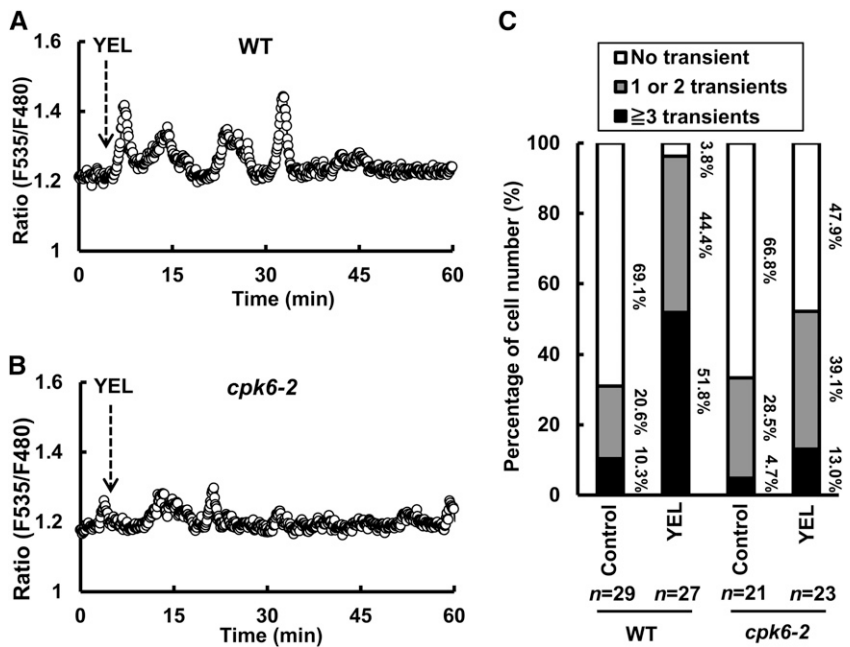 A
YEL
WT
1.6
1.4
1.2
1
Ratio (F535/F480)
0 15 30 45 60
Time (min)
B
YEL
cpk6-2
1.6
1.4
1.2
1
Ratio (F535/F480)
0 15 30 45 60
Time (min)
C
No transient
1 or 2 transients
≧3 transients
Percentage of cell number (%)
100
80
60
40
20
0
69.1%
20.6%
10.3%
3.8%
44.4%
51.8%
66.8%
28.5%
4.7%
47.9%
39.1%
13.0%
Control YEL Control YEL
n=29 n=27 n=21 n=23
WT cpk6-2